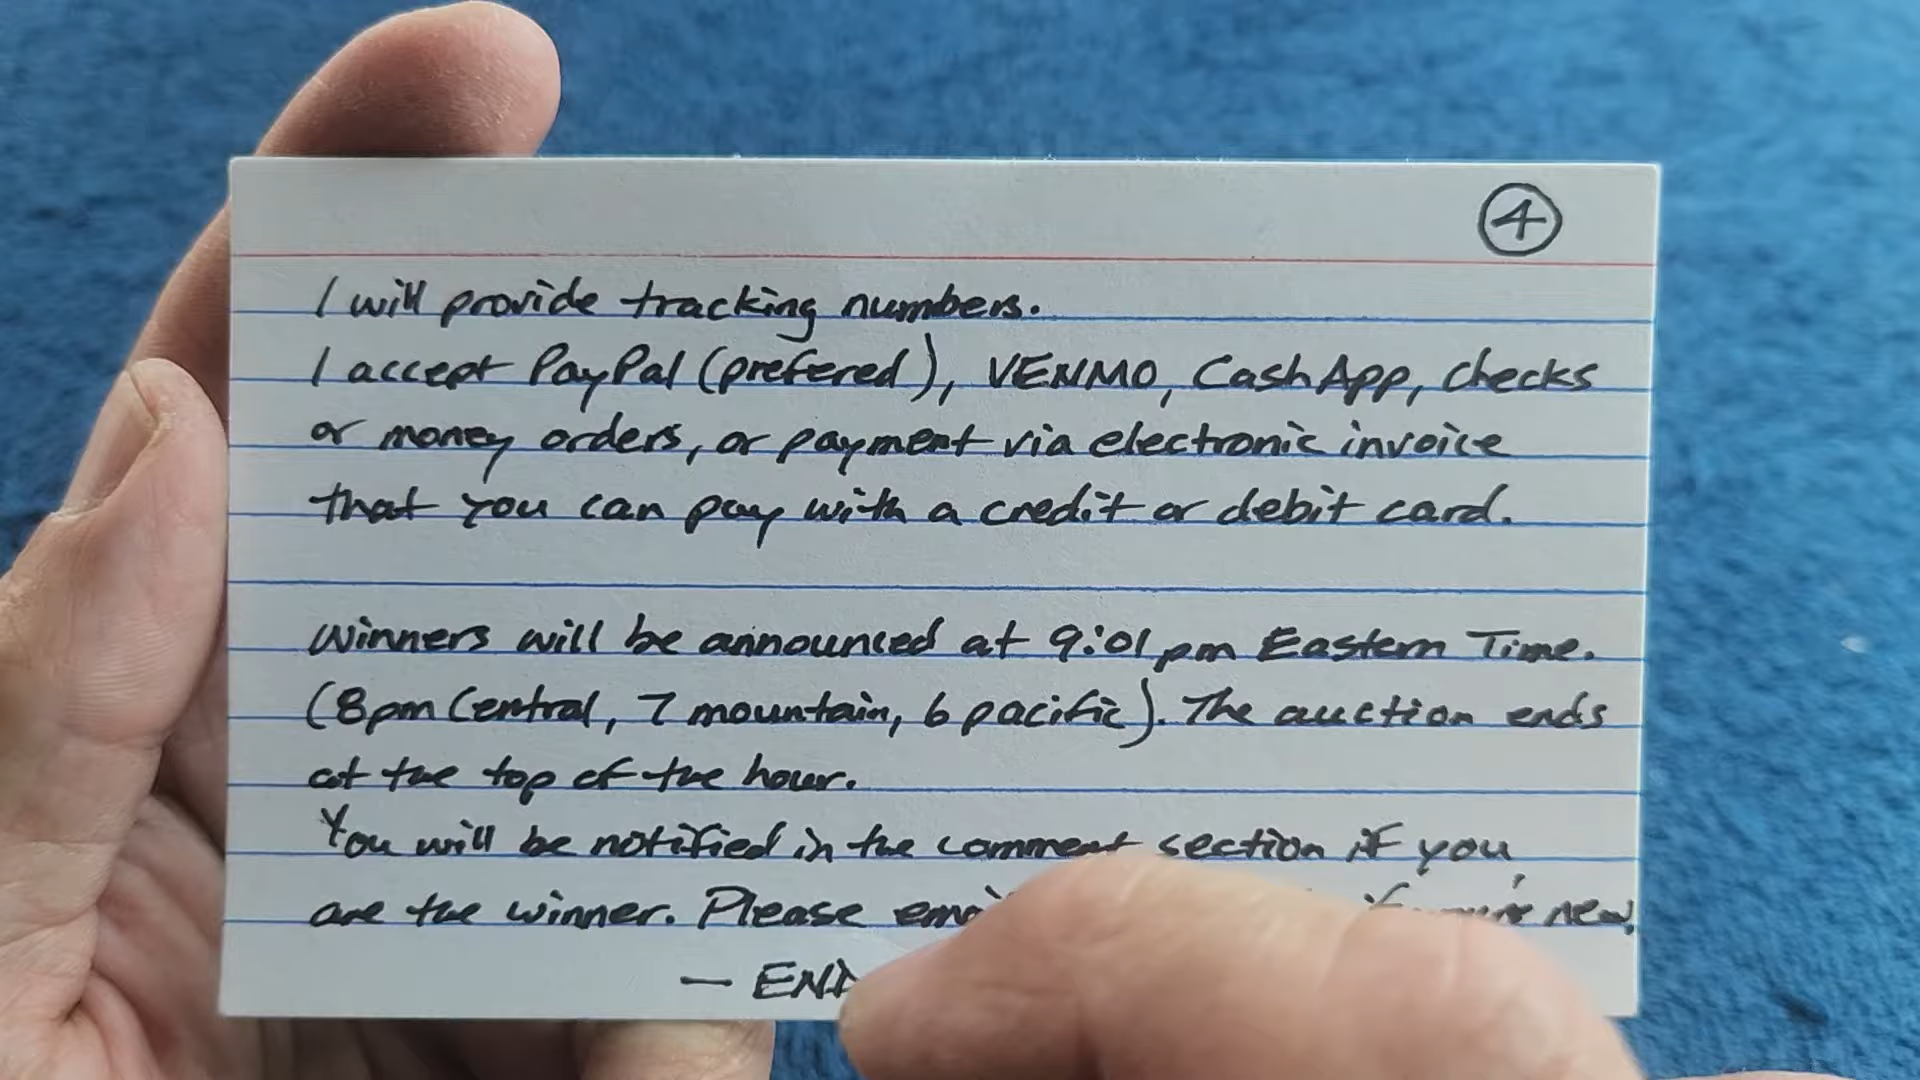 4
I will provide tracking numbers.
I accept PayPal (prefered), VENMO, CashApp, checks
or money orders, or payment via electronic invoice
that you can pay with a credit or debit card.
Winners will be announced at 9:01 pm Eastern Time.
(8pm Central, 7 mountain, 6 pacific). The auction ends
at the top of the hour.
You will be notified in the comment section if you
are the winner. Please if new.
— END